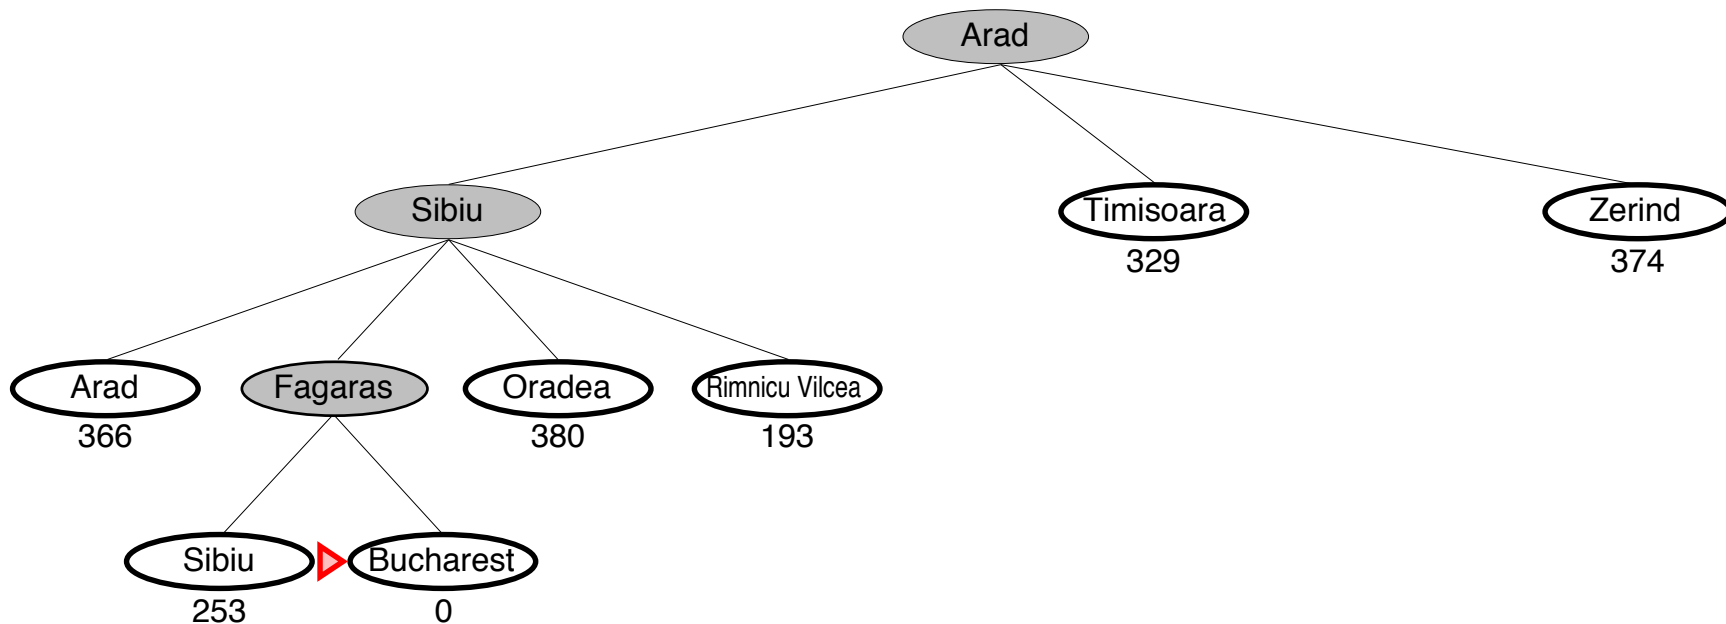 Arad
Sibiu
Timisoara
Zerind
329
374
Arad
Fagaras
Oradea
Rimnicu Vilcea
366
380
193
Sibiu
Bucharest
253
0